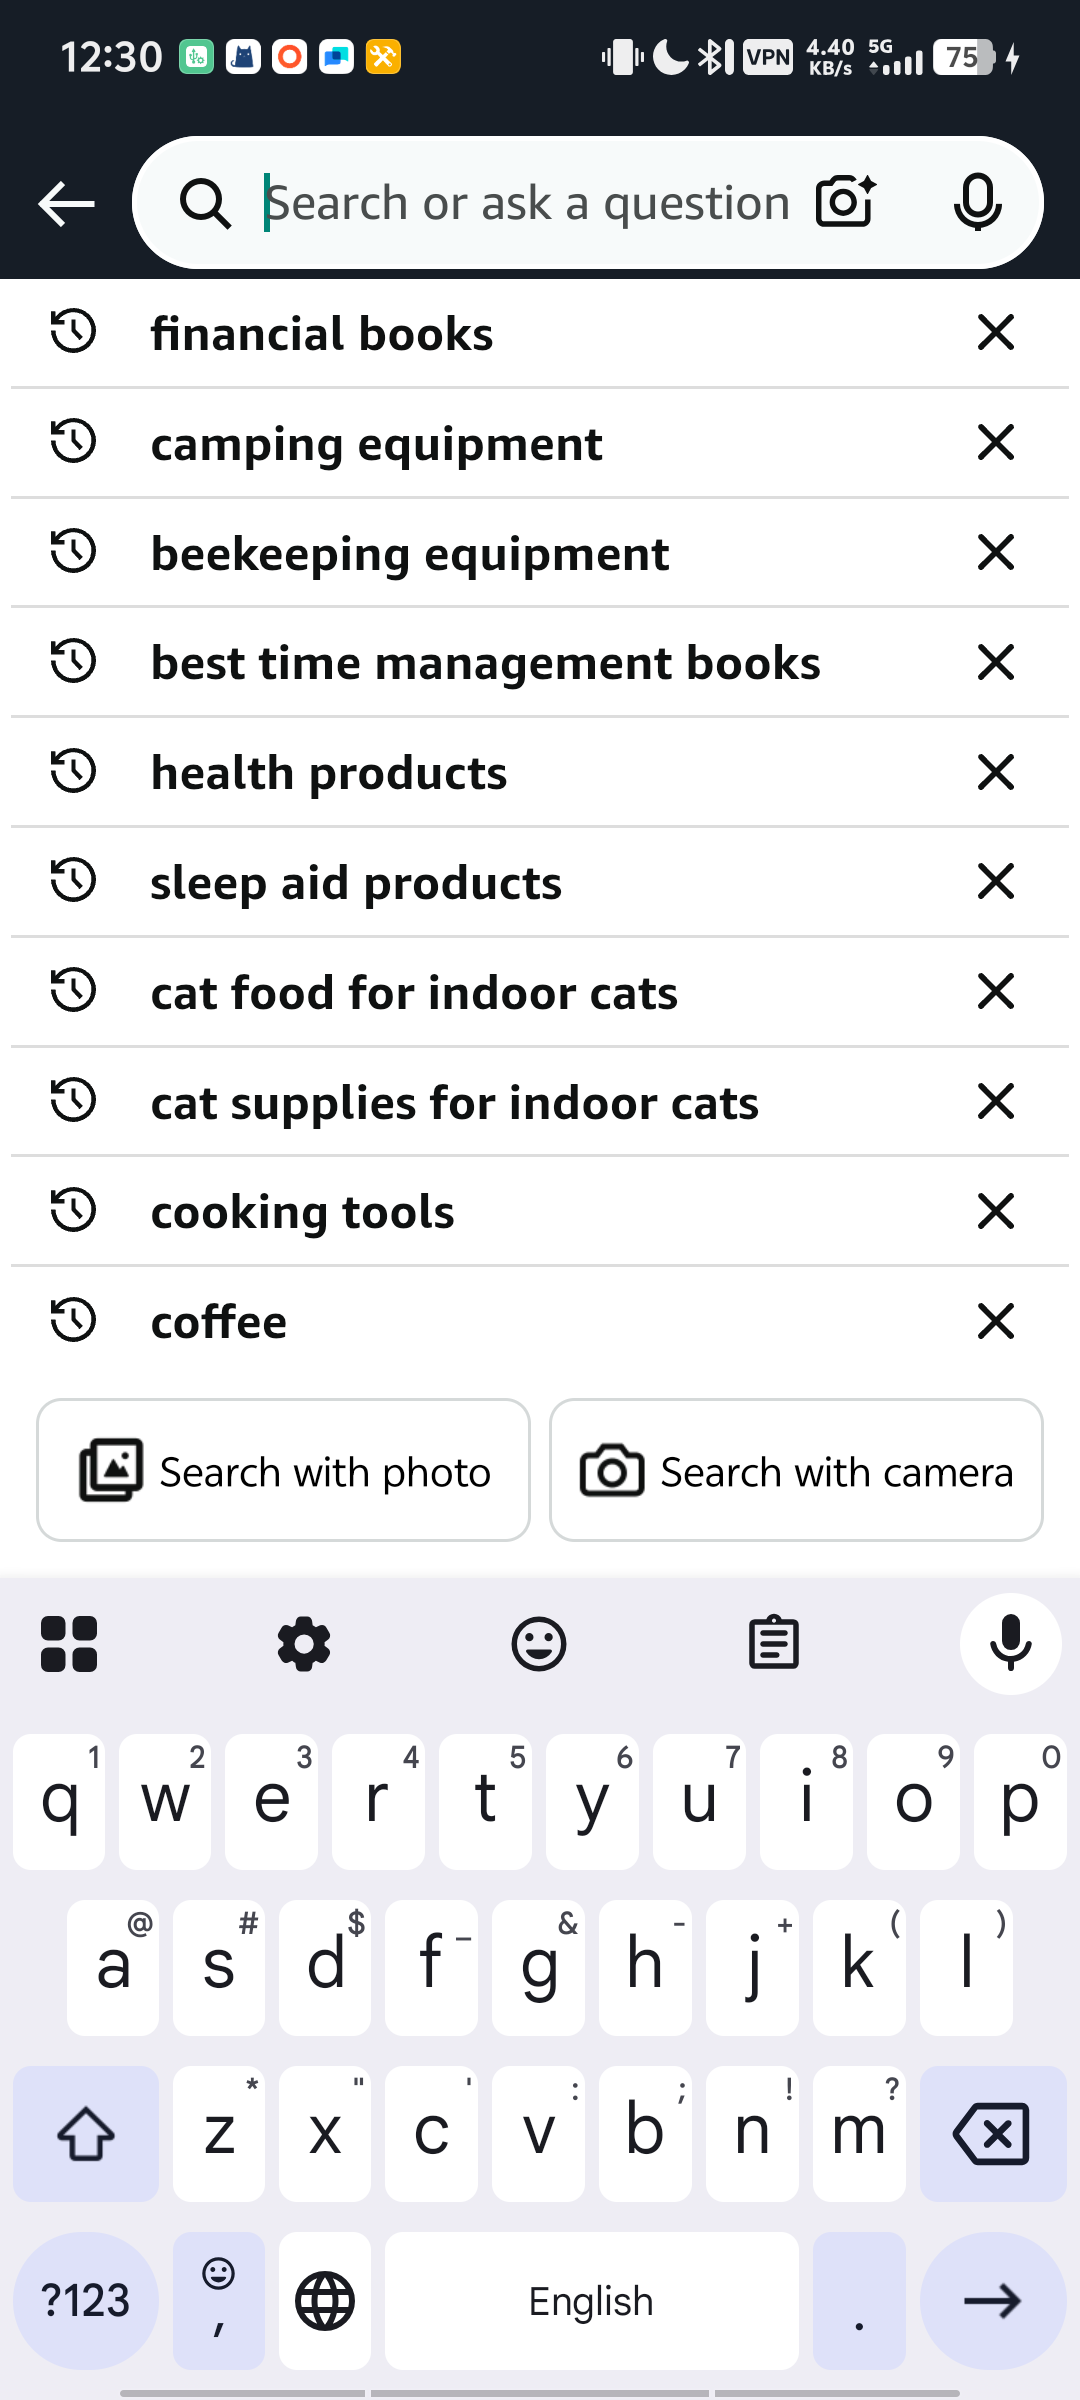 12:30
VPN
4.40
KB/s
5G
75
Search or ask a question
financial books
camping equipment
beekeeping equipment
best time management books
health products
sleep aid products
cat food for indoor cats
cat supplies for indoor cats
cooking tools
coffee
Search with photo
Search with camera
q 1 w 2 e 3 r 4 t 5 y 6 u 7 i 8 o 9 p 0
a @ s # d $ f _ g & h - j + k ( l )
z * x " c ' v : b ; n ! m ?
?123 , English .